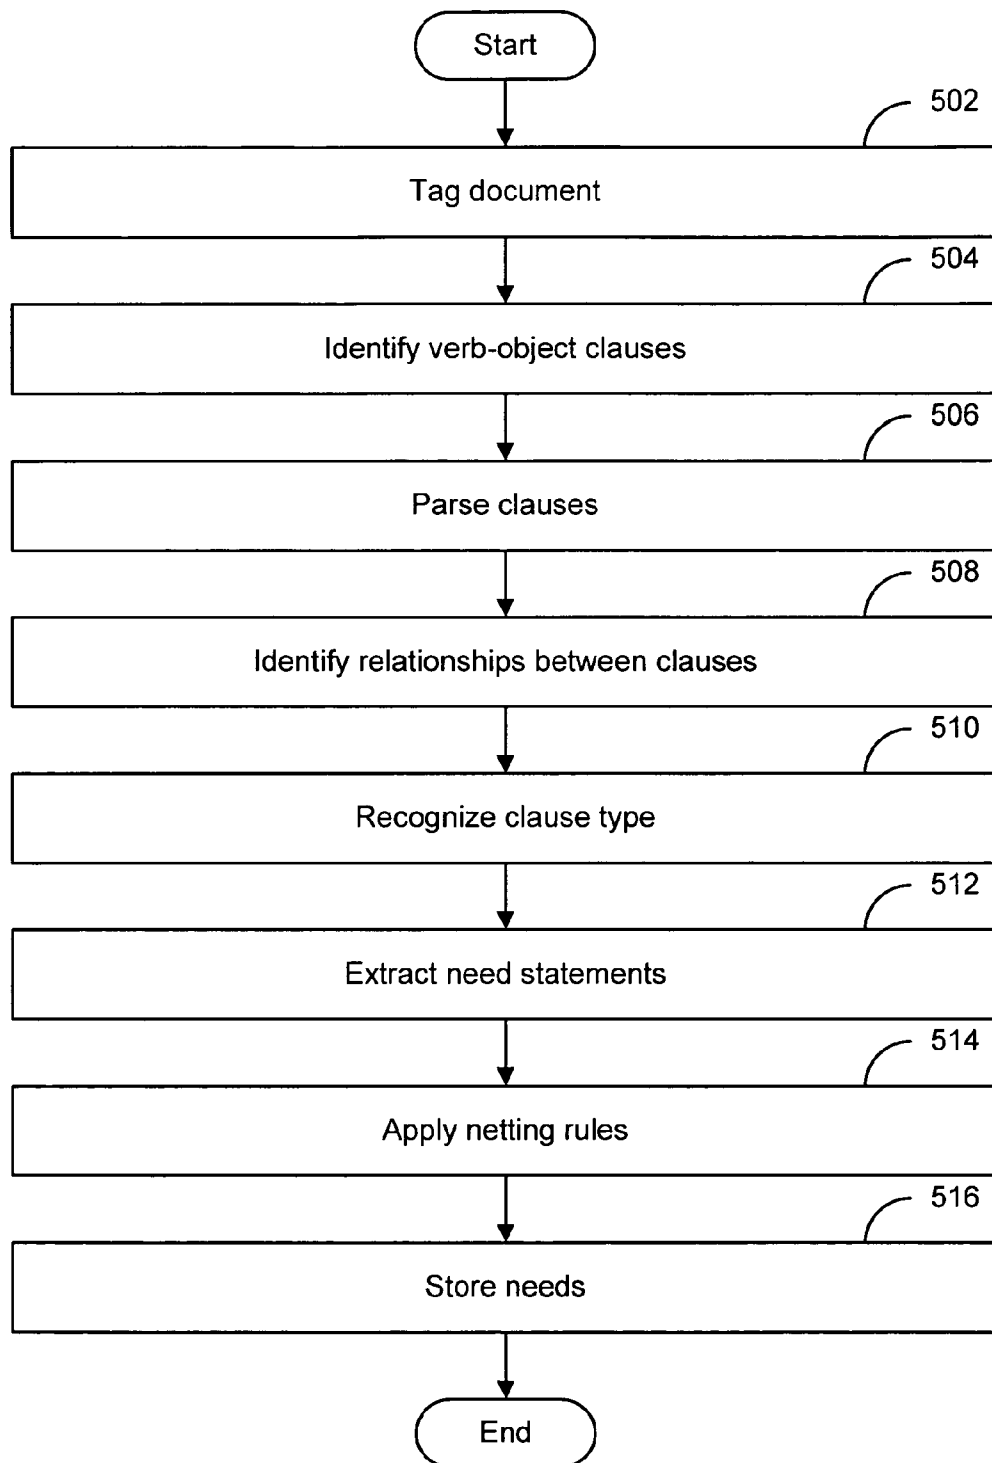 Start
502
Tag document
504
Identify verb-object clauses
506
Parse clauses
508
Identify relationships between clauses
510
Recognize clause type
512
Extract need statements
514
Apply netting rules
516
Store needs
End